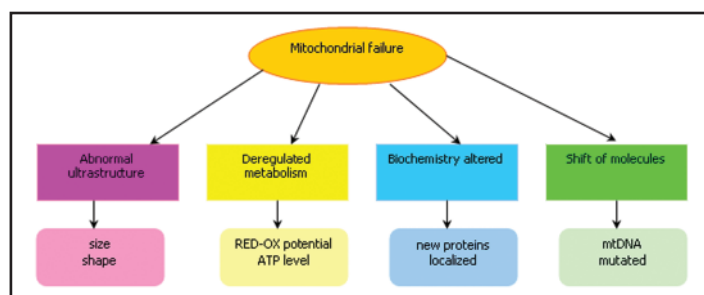 Mitochondrial failure
Abnormal
ultrastructure
Deregulated
metabolism
Biochemistry altered
Shift of molecules
size
shape
RED-OX potential
ATP level
new proteins
localized
mtDNA
mutated